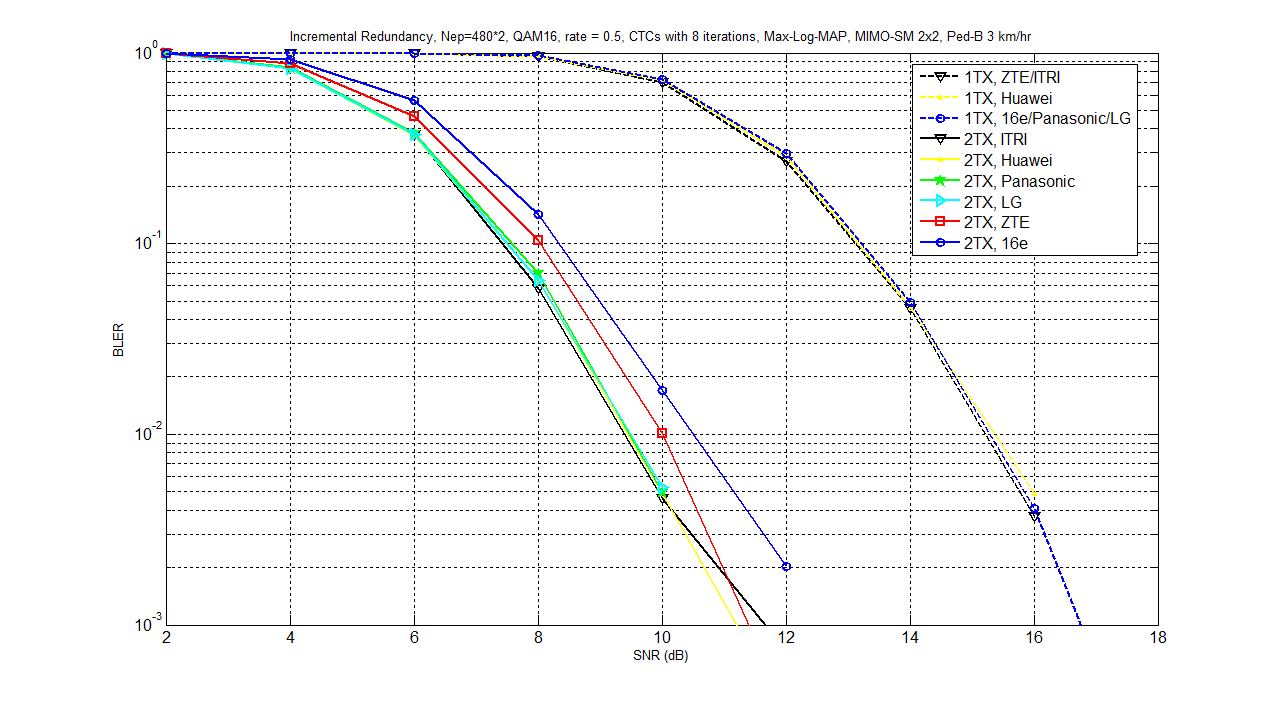 Incremental Redundancy, Nep=480*2, QAM16, rate = 0.5, CTCs with 8 iterations, Max-Log-MAP, MIMO-SM 2x2, Ped-B 3 km/hr
10^0
10^-1
10^-2
10^-3
BLER
1TX, ZTE/ITRI
1TX, Huawei
1TX, 16e/Panasonic/LG
2TX, ITRI
2TX, Huawei
2TX, Panasonic
2TX, LG
2TX, ZTE
2TX, 16e
2 4 6 8 10 12 14 16 18
SNR (dB)